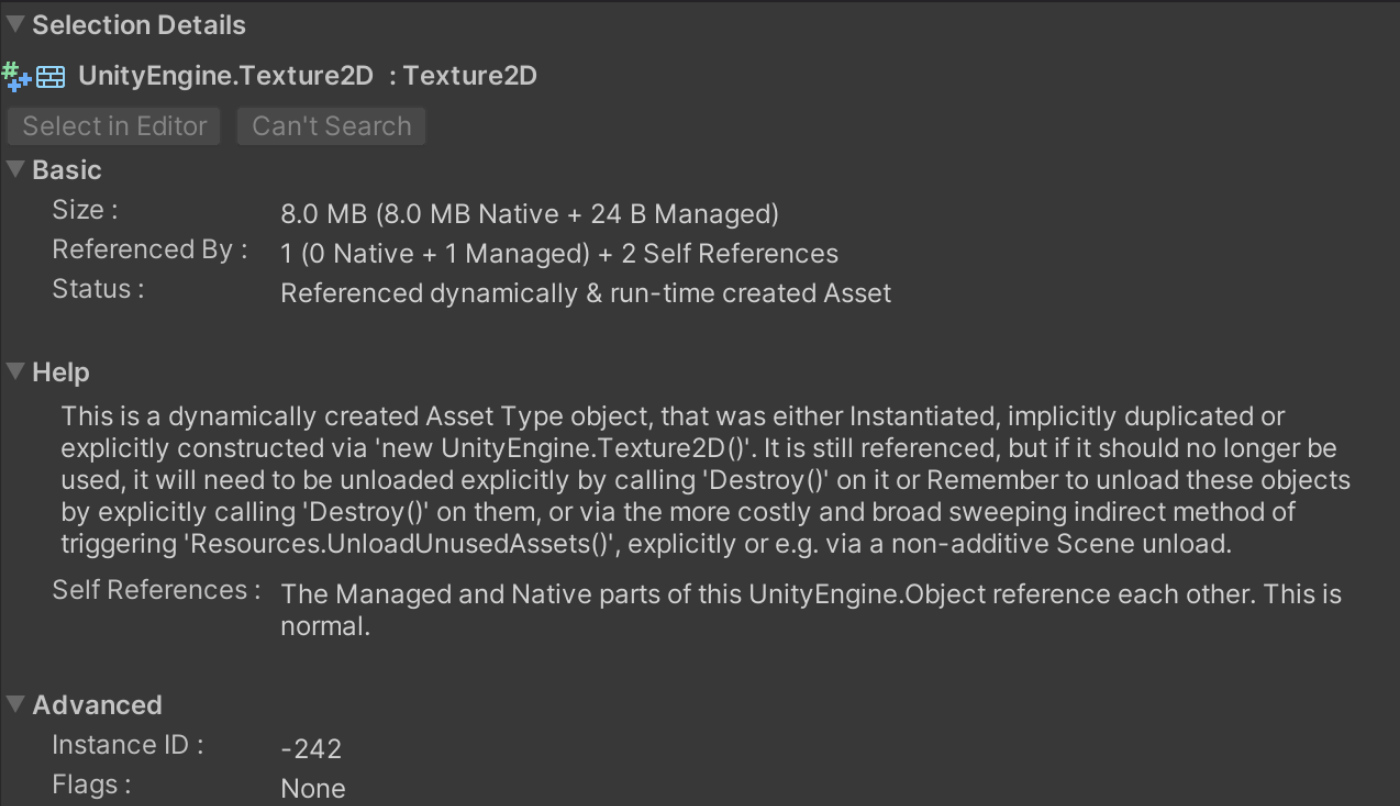 Selection Details
UnityEngine.Texture2D : Texture2D
Select in Editor Can't Search
Basic
Size : 8.0 MB (8.0 MB Native + 24 B Managed)
Referenced By : 1 (0 Native + 1 Managed) + 2 Self References
Status : Referenced dynamically & run-time created Asset
Help
This is a dynamically created Asset Type object, that was either Instantiated, implicitly duplicated or
explicitly constructed via 'new UnityEngine.Texture2D()'. It is still referenced, but if it should no longer be
used, it will need to be unloaded explicitly by calling 'Destroy()' on it or Remember to unload these objects
by explicitly calling 'Destroy()' on them, or via the more costly and broad sweeping indirect method of
triggering 'Resources.UnloadUnusedAssets()', explicitly or e.g. via a non-additive Scene unload.
Self References : The Managed and Native parts of this UnityEngine.Object reference each other. This is
normal.
Advanced
Instance ID : -242
Flags : None